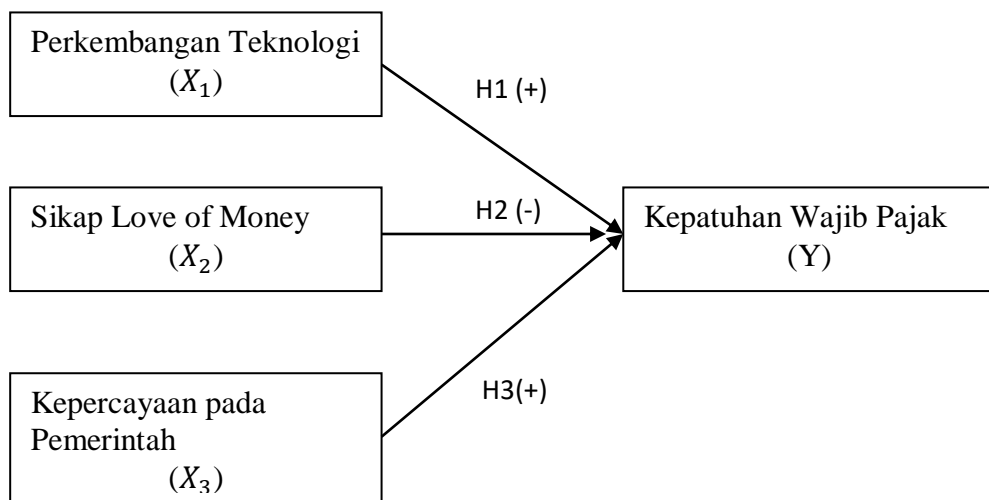 Perkembangan Teknologi
(𝑋₁)
H1 (+)
Sikap Love of Money
(𝑋₂)
H2 (-)
Kepatuhan Wajib Pajak
(Y)
H3(+)
Kepercayaan pada
Pemerintah
(𝑋₃)